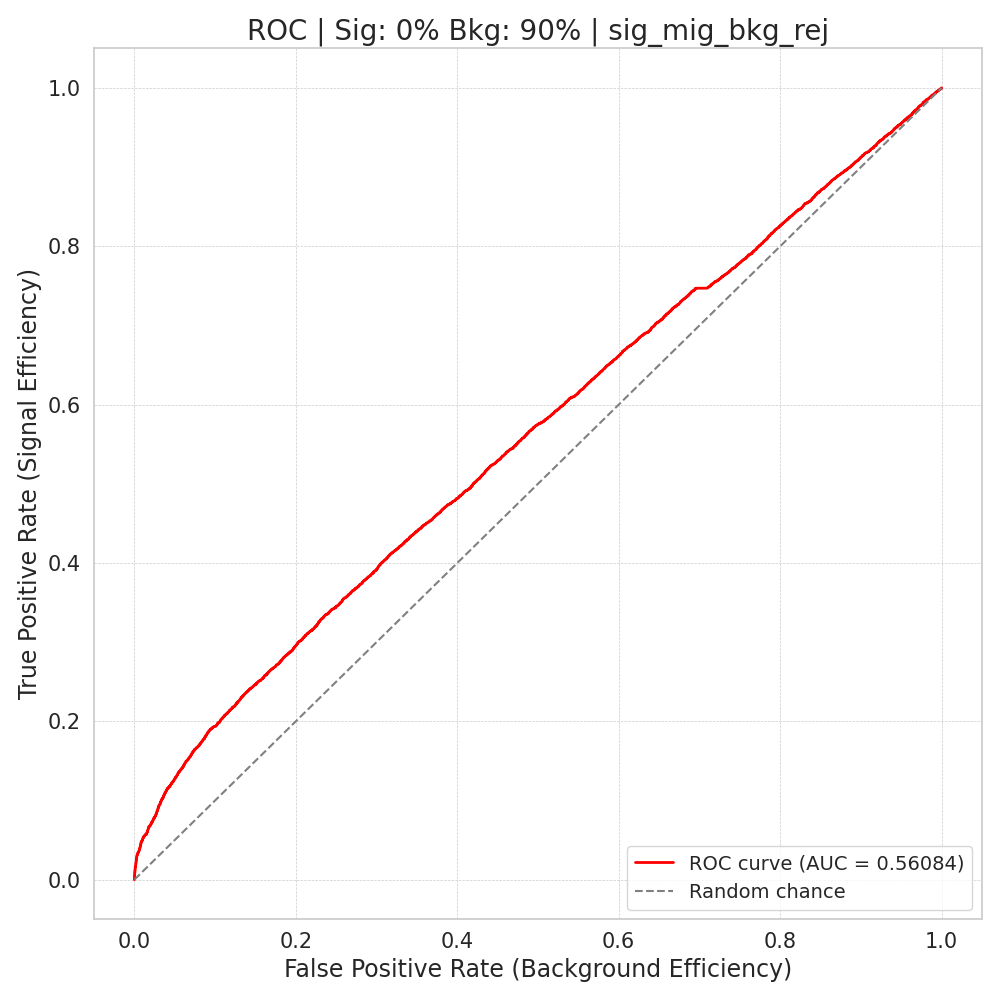 ROC | Sig: 0% Bkg: 90% | sig_mig_bkg_rej
True Positive Rate (Signal Efficiency)
1.0
0.8
0.6
0.4
0.2
0.0
ROC curve (AUC = 0.56084)
Random chance
0.0 0.2 0.4 0.6 0.8 1.0
False Positive Rate (Background Efficiency)